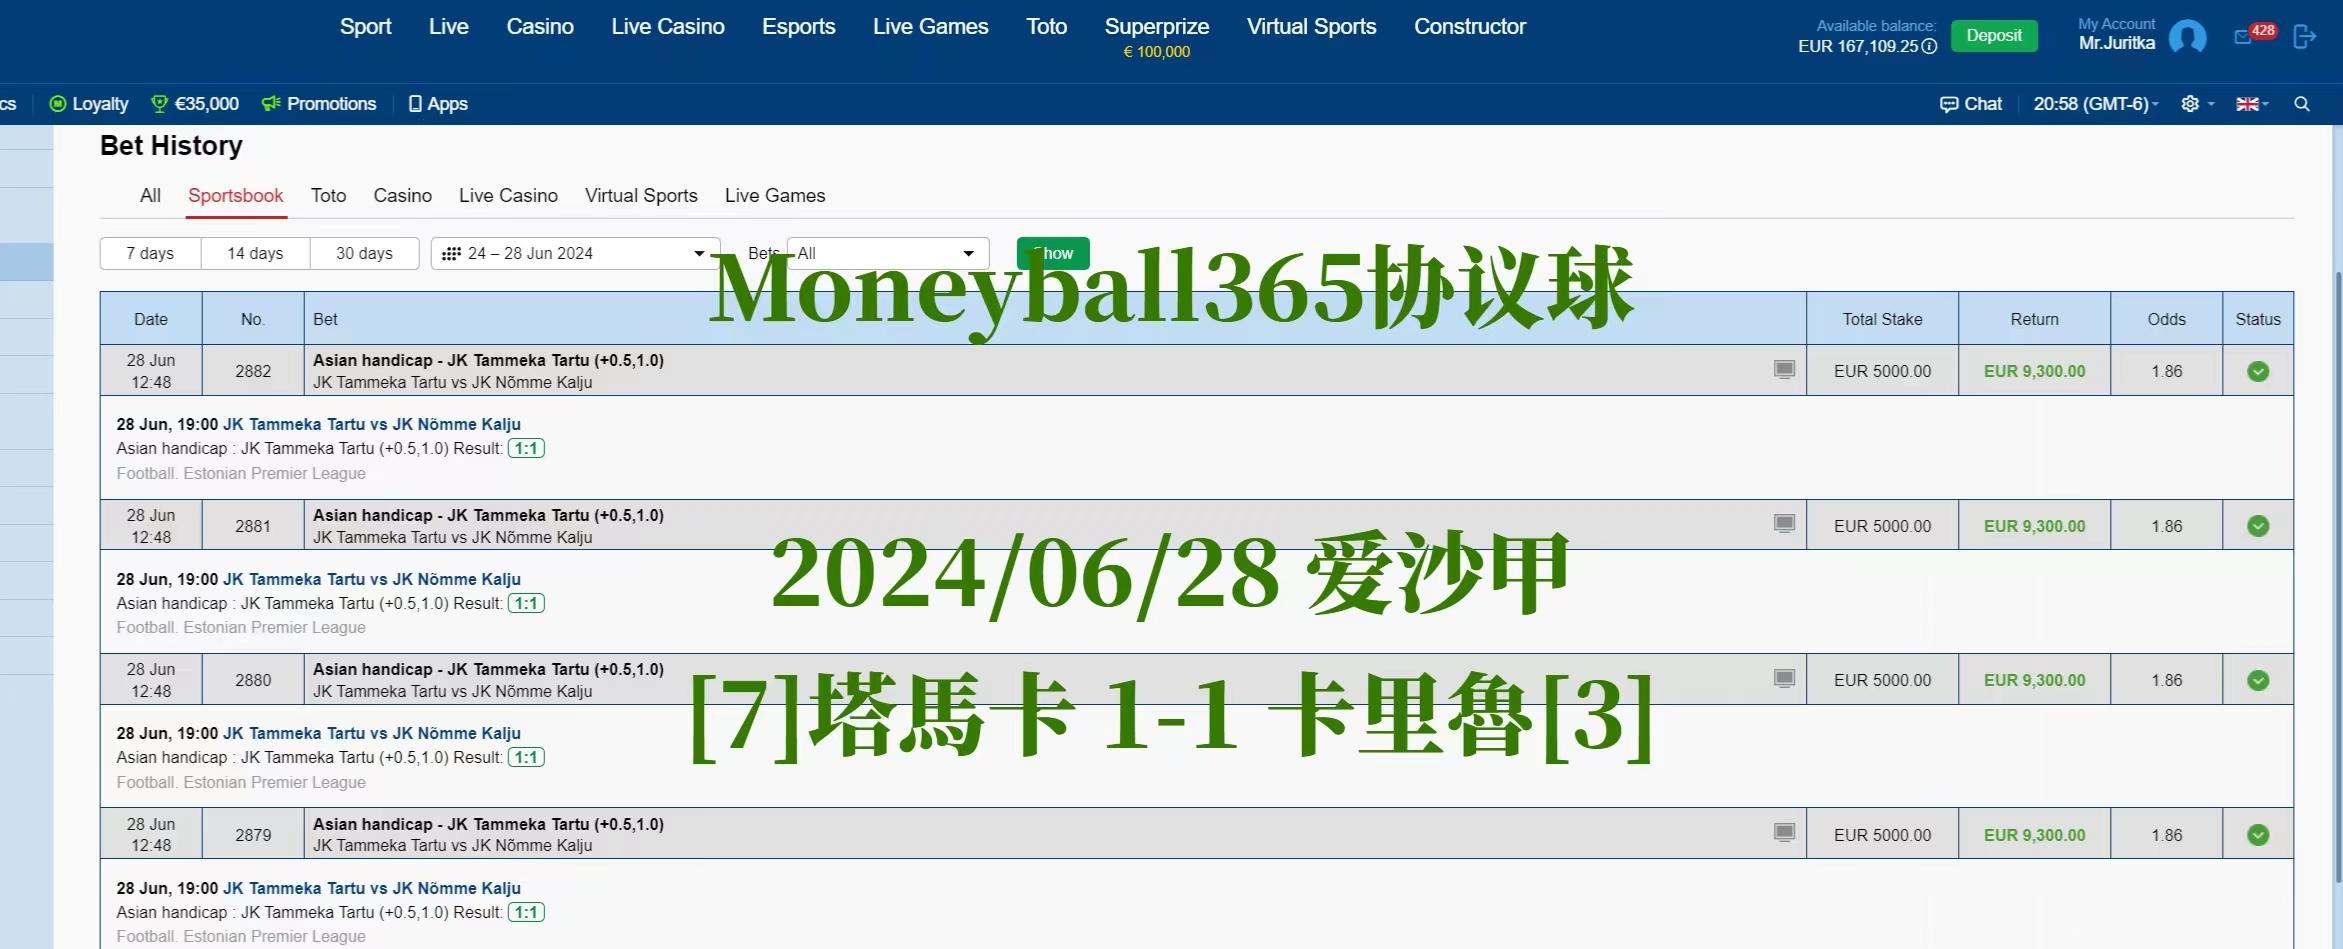 Sport Live Casino Live Casino Esports Live Games Toto Superprize Virtual Sports Constructor
€ 100,000
Available balance:
EUR 167,109.25
Deposit
My Account
Mr.Juritka
428
cs Loyalty €35,000 Promotions Apps
Chat 20:58 (GMT-6)
Bet History
All Sportsbook Toto Casino Live Casino Virtual Sports Live Games
7 days 14 days 30 days 24 – 28 Jun 2024 Bets All Show
Moneyball365协议球
Date No. Bet Total Stake Return Odds Status
28 Jun
12:48
2882
Asian handicap - JK Tammeka Tartu (+0.5,1.0)
JK Tammeka Tartu vs JK Nõmme Kalju
EUR 5000.00 EUR 9,300.00 1.86
28 Jun, 19:00 JK Tammeka Tartu vs JK Nõmme Kalju
Asian handicap : JK Tammeka Tartu (+0.5,1.0) Result: 1:1
Football. Estonian Premier League
28 Jun
12:48
2881
Asian handicap - JK Tammeka Tartu (+0.5,1.0)
JK Tammeka Tartu vs JK Nõmme Kalju
EUR 5000.00 EUR 9,300.00 1.86
2024/06/28 爱沙甲
28 Jun, 19:00 JK Tammeka Tartu vs JK Nõmme Kalju
Asian handicap : JK Tammeka Tartu (+0.5,1.0) Result: 1:1
Football. Estonian Premier League
28 Jun
12:48
2880
Asian handicap - JK Tammeka Tartu (+0.5,1.0)
JK Tammeka Tartu vs JK Nõmme Kalju
EUR 5000.00 EUR 9,300.00 1.86
[7]塔馬卡 1-1 卡里魯[3]
28 Jun, 19:00 JK Tammeka Tartu vs JK Nõmme Kalju
Asian handicap : JK Tammeka Tartu (+0.5,1.0) Result: 1:1
Football. Estonian Premier League
28 Jun
12:48
2879
Asian handicap - JK Tammeka Tartu (+0.5,1.0)
JK Tammeka Tartu vs JK Nõmme Kalju
EUR 5000.00 EUR 9,300.00 1.86
28 Jun, 19:00 JK Tammeka Tartu vs JK Nõmme Kalju
Asian handicap : JK Tammeka Tartu (+0.5,1.0) Result: 1:1
Football. Estonian Premier League